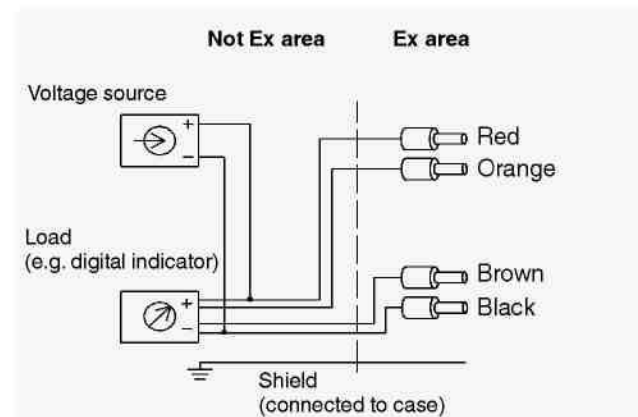 Not Ex area Ex area
Voltage source
+
−
Red
Orange
Load
(e.g. digital indicator)
+
−
Brown
Black
Shield
(connected to case)